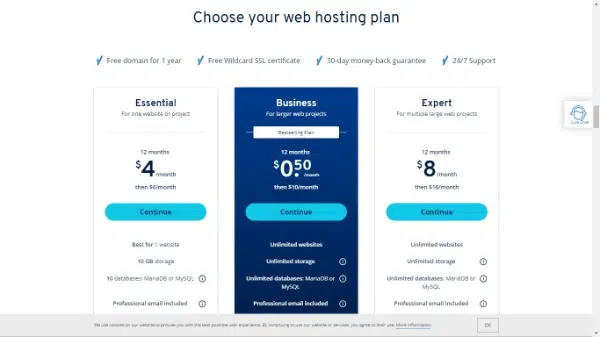 Choose your web hosting plan
Free domain for 1 year
Free Wildcard SSL certificate
30-day money-back guarantee
24/7 Support
Essential
For one website or project
12 months
$4/month
then $6/month
Continue
Best for 1 website
10 GB storage
10 databases: MariaDB or MySQL
Professional email included
Business
For larger web projects
Bestselling Plan
12 months
$0.50/month
then $10/month
Continue
Unlimited websites
Unlimited storage
Unlimited databases: MariaDB or
MySQL
Professional email included
Expert
For multiple large web projects
12 months
$8/month
then $16/month
Continue
Unlimited websites
Unlimited storage
Unlimited databases: MariaDB or
MySQL
Professional email included
Live Chat
We use cookies on our websites to provide you with the best possible user experience. By continuing to use our website or services, you agree to their use. More Information.
OK